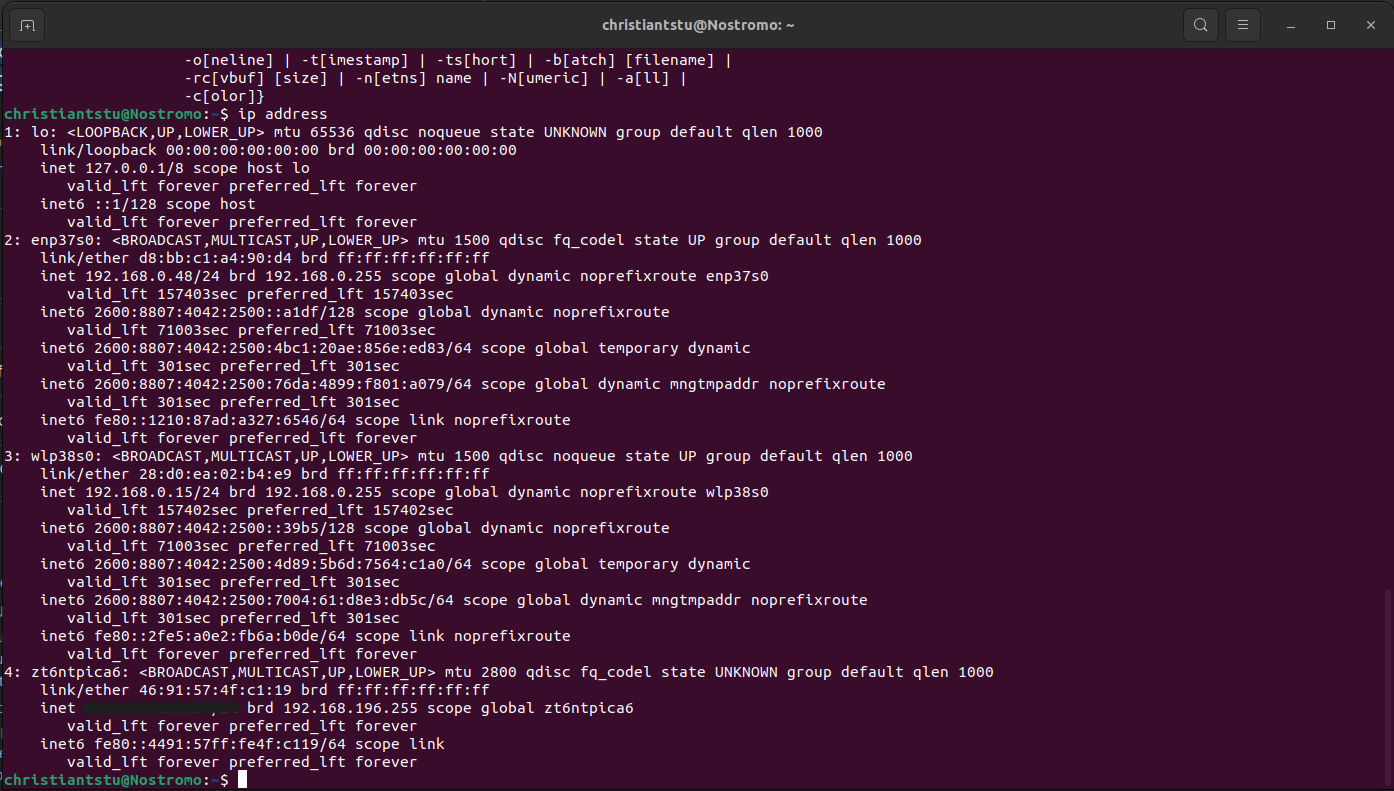 christiantstu@Nostromo: ~
-o[neline] | -t[imestamp] | -ts[hort] | -b[atch] [filename] |
-rc[vbuf] [size] | -n[etns] name | -N[umeric] | -a[ll] |
-c[olor]}
christiantstu@Nostromo:~$ ip address
1: lo: <LOOPBACK,UP,LOWER_UP> mtu 65536 qdisc noqueue state UNKNOWN group default qlen 1000
link/loopback 00:00:00:00:00:00 brd 00:00:00:00:00:00
inet 127.0.0.1/8 scope host lo
valid_lft forever preferred_lft forever
inet6 ::1/128 scope host
valid_lft forever preferred_lft forever
2: enp37s0: <BROADCAST,MULTICAST,UP,LOWER_UP> mtu 1500 qdisc fq_codel state UP group default qlen 1000
link/ether d8:bb:c1:a4:90:d4 brd ff:ff:ff:ff:ff:ff
inet 192.168.0.48/24 brd 192.168.0.255 scope global dynamic noprefixroute enp37s0
valid_lft 157403sec preferred_lft 157403sec
inet6 2600:8807:4042:2500::a1df/128 scope global dynamic noprefixroute
valid_lft 71003sec preferred_lft 71003sec
inet6 2600:8807:4042:2500:4bc1:20ae:856e:ed83/64 scope global temporary dynamic
valid_lft 301sec preferred_lft 301sec
inet6 2600:8807:4042:2500:76da:4899:f801:a079/64 scope global dynamic mngtmpaddr noprefixroute
valid_lft 301sec preferred_lft 301sec
inet6 fe80::1210:87ad:a327:6546/64 scope link noprefixroute
valid_lft forever preferred_lft forever
3: wlp38s0: <BROADCAST,MULTICAST,UP,LOWER_UP> mtu 1500 qdisc noqueue state UP group default qlen 1000
link/ether 28:d0:ea:02:b4:e9 brd ff:ff:ff:ff:ff:ff
inet 192.168.0.15/24 brd 192.168.0.255 scope global dynamic noprefixroute wlp38s0
valid_lft 157402sec preferred_lft 157402sec
inet6 2600:8807:4042:2500::39b5/128 scope global dynamic noprefixroute
valid_lft 71003sec preferred_lft 71003sec
inet6 2600:8807:4042:2500:4d89:5b6d:7564:c1a0/64 scope global temporary dynamic
valid_lft 301sec preferred_lft 301sec
inet6 2600:8807:4042:2500:7004:61:d8e3:db5c/64 scope global dynamic mngtmpaddr noprefixroute
valid_lft 301sec preferred_lft 301sec
inet6 fe80::2fe5:a0e2:fb6a:b0de/64 scope link noprefixroute
valid_lft forever preferred_lft forever
4: zt6ntpica6: <BROADCAST,MULTICAST,UP,LOWER_UP> mtu 2800 qdisc fq_codel state UNKNOWN group default qlen 1000
link/ether 46:91:57:4f:c1:19 brd ff:ff:ff:ff:ff:ff
inet brd 192.168.196.255 scope global zt6ntpica6
valid_lft forever preferred_lft forever
inet6 fe80::4491:57ff:fe4f:c119/64 scope link
valid_lft forever preferred_lft forever
christiantstu@Nostromo:~$